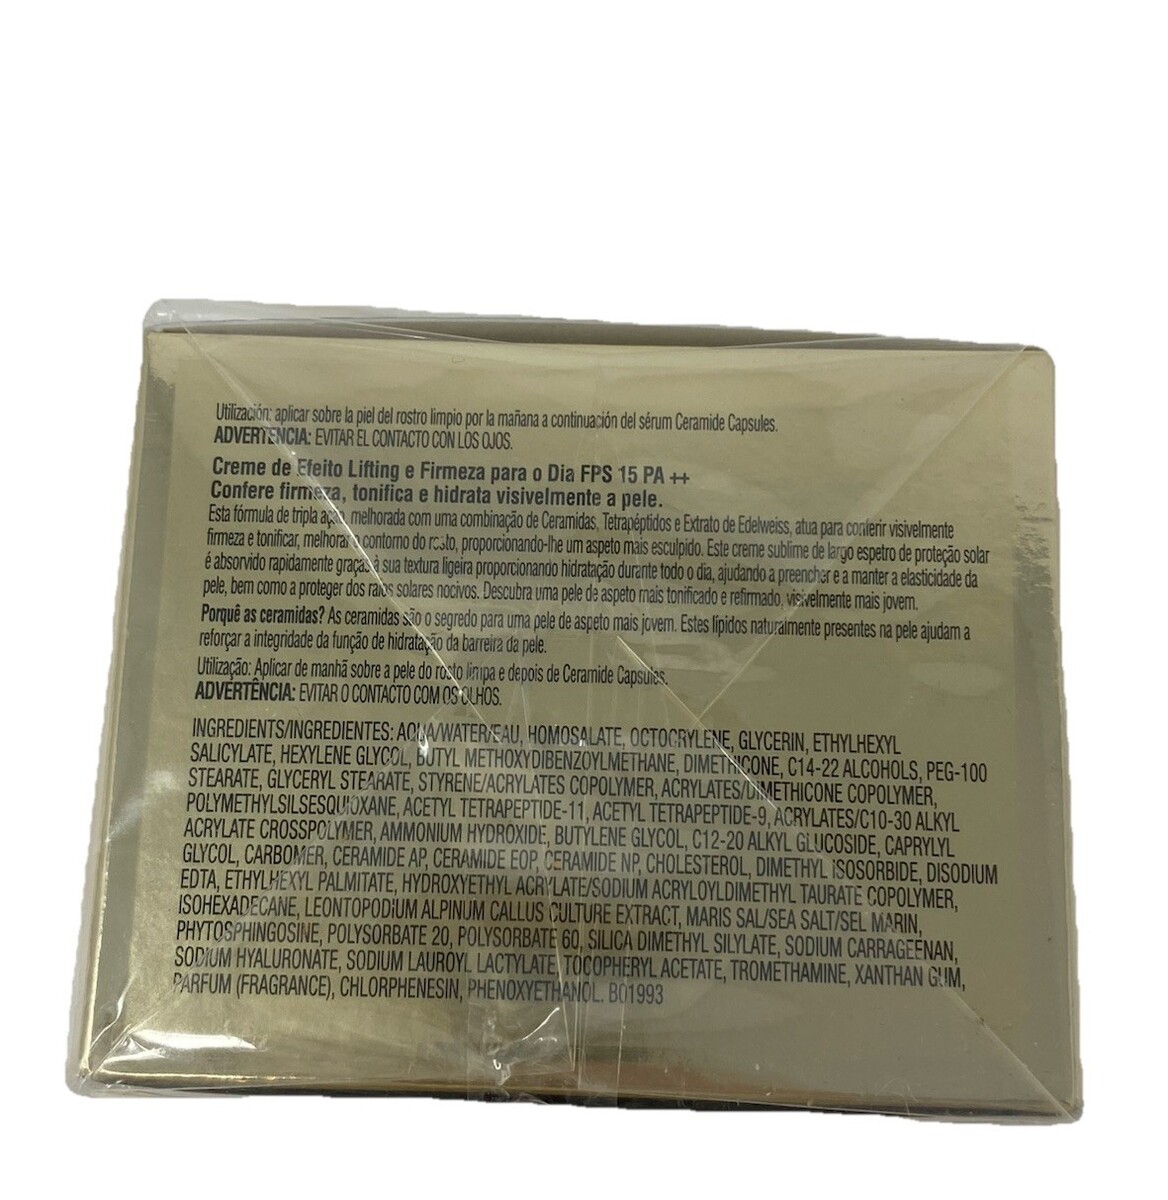 Utilización: aplicar sobre la piel del rostro limpio por la mañana a continuación del sérum Ceramide Capsules.
ADVERTENCIA: EVITAR EL CONTACTO CON LOS OJOS.
Creme de Efeito Lifting e Firmeza para o Dia FPS 15 PA ++
Confere firmeza, tonifica e hidrata visivelmente a pele.
Esta fórmula de tripla ação, melhorada com uma combinação de Ceramidas, Tetrapéptidos e Extrato de Edelweiss, atua para conferir visivelmente
firmeza e tonificar, melhorar o contorno do rosto, proporcionando-lhe um aspeto mais esculpido. Este creme sublime de largo espetro de proteção solar
é absorvido rapidamente graças à sua textura ligeira proporcionando hidratação durante todo o dia, ajudando a preencher e a manter a elasticidade da
pele, bem como a proteger dos raios solares nocivos. Descubra uma pele de aspeto mais tonificado e refirmado, visivelmente mais jovem.
Porquê as ceramidas? As ceramidas são o segredo para uma pele de aspeto mais jovem. Estes lípidos naturalmente presentes na pele ajudam a
reforçar a integridade da função de hidratação da barreira da pele.
Utilização: Aplicar de manhã sobre a pele do rosto limpa e depois de Ceramide Capsules.
ADVERTÊNCIA: EVITAR O CONTACTO COM OS OLHOS.
INGREDIENTS/INGREDIENTES: AQUA/WATER/EAU, HOMOSALATE, OCTOCRYLENE, GLYCERIN, ETHYLHEXYL
SALICYLATE, HEXYLENE GLYCOL, BUTYL METHOXYDIBENZOYLMETHANE, DIMETHICONE, C14-22 ALCOHOLS, PEG-100
STEARATE, GLYCERYL STEARATE, STYRENE/ACRYLATES COPOLYMER, ACRYLATES/DIMETHICONE COPOLYMER,
POLYMETHYLSILSESQUIOXANE, ACETYL TETRAPEPTIDE-11, ACETYL TETRAPEPTIDE-9, ACRYLATES/C10-30 ALKYL
ACRYLATE CROSSPOLYMER, AMMONIUM HYDROXIDE, BUTYLENE GLYCOL, C12-20 ALKYL GLUCOSIDE, CAPRYLYL
GLYCOL, CARBOMER, CERAMIDE AP, CERAMIDE EOP, CERAMIDE NP, CHOLESTEROL, DIMETHYL ISOSORBIDE, DISODIUM
EDTA, ETHYLHEXYL PALMITATE, HYDROXYETHYL ACRYLATE/SODIUM ACRYLOYLDIMETHYL TAURATE COPOLYMER,
ISOHEXADECANE, LEONTOPODIUM ALPINUM CALLUS CULTURE EXTRACT, MARIS SAL/SEA SALT/SEL MARIN,
PHYTOSPHINGOSINE, POLYSORBATE 20, POLYSORBATE 60, SILICA DIMETHYL SILYLATE, SODIUM CARRAGEENAN,
SODIUM HYALURONATE, SODIUM LAUROYL LACTYLATE, TOCOPHERYL ACETATE, TROMETHAMINE, XANTHAN GUM,
PARFUM (FRAGRANCE), CHLORPHENESIN, PHENOXYETHANOL. B01993